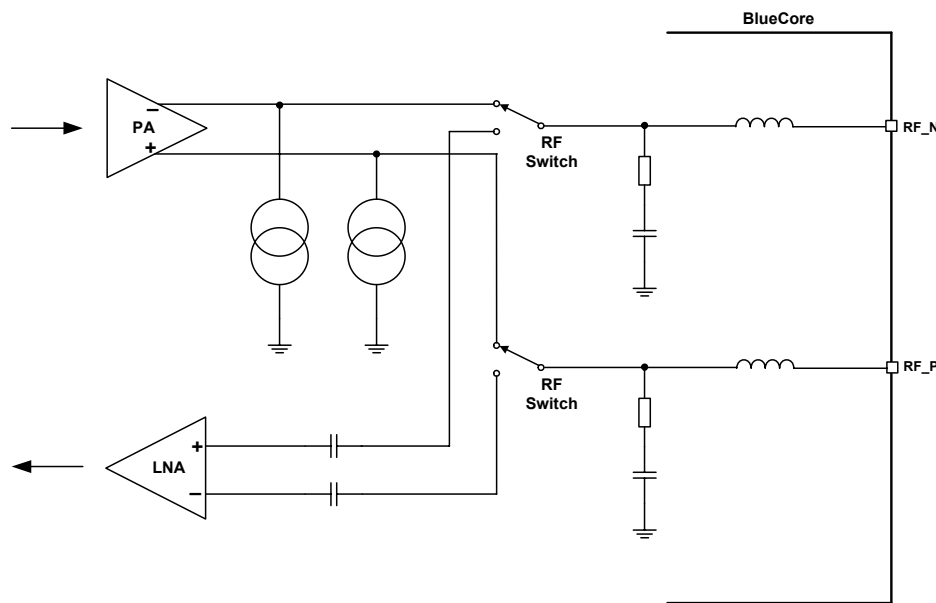 BlueCore
−
PA
+
RF
Switch
RF_N
RF
Switch
RF_P
+
LNA
−